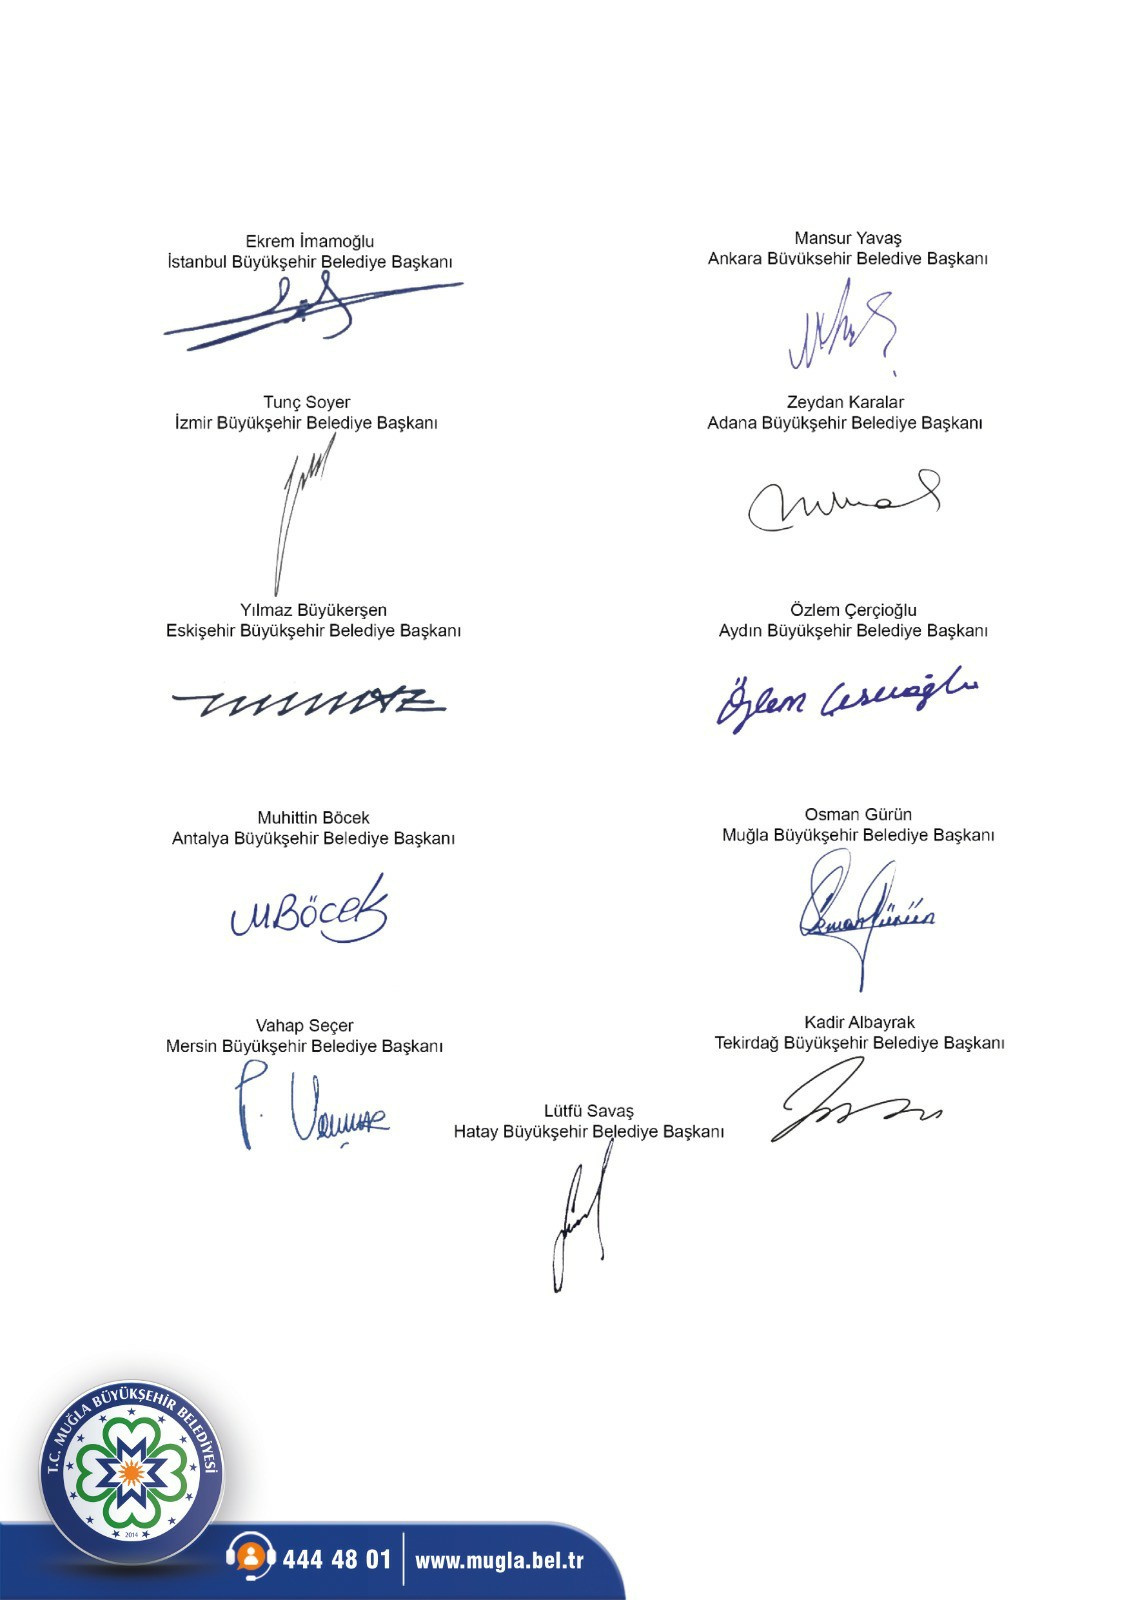 Ekrem İmamoğlu
İstanbul Büyükşehir Belediye Başkanı
Mansur Yavaş
Ankara Büyüksehir Belediye Başkanı
Tunç Soyer
İzmir Büyükşehir Belediye Başkanı
Zeydan Karalar
Adana Büyükşehir Belediye Başkanı
Yılmaz Büyükerşen
Eskişehir Büyükşehir Belediye Başkanı
Özlem Çerçioğlu
Aydın Büyükşehir Belediye Başkanı
Özlem Çerçioğlu
Muhittin Böcek
Antalya Büyükşehir Belediye Başkanı
MBöcek
Osman Gürün
Muğla Büyükşehir Belediye Başkanı
Osman Gürün
Vahap Seçer
Mersin Büyükşehir Belediye Başkanı
Kadir Albayrak
Tekirdağ Büyükşehir Belediye Başkanı
Lütfü Savaş
Hatay Büyükşehir Belediye Başkanı
T.C. MUĞLA BÜYÜKŞEHİR BELEDİYESİ
2014
444 48 01
www.mugla.bel.tr